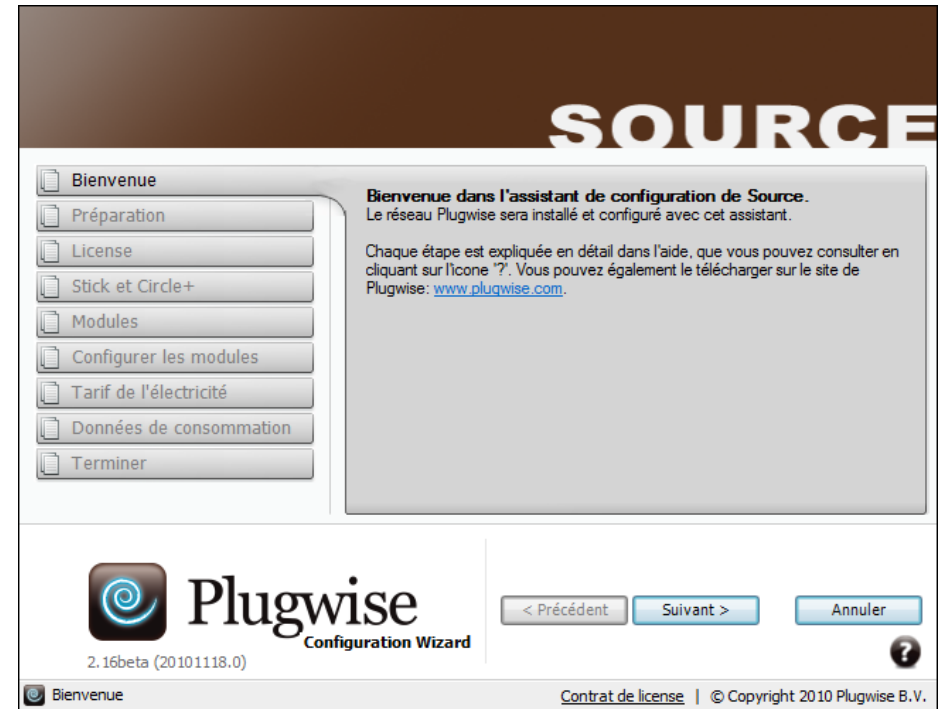 SOURCE
Bienvenue
Préparation
License
Stick et Circle+
Modules
Configurer les modules
Tarif de l'électricité
Données de consommation
Terminer
Bienvenue dans l'assistant de configuration de Source.
Le réseau Plugwise sera installé et configuré avec cet assistant.
Chaque étape est expliquée en détail dans l'aide, que vous pouvez consulter en
cliquant sur l'icone '?'. Vous pouvez également le télécharger sur le site de
Plugwise: www.plugwise.com.
Plugwise
Configuration Wizard
2.16beta (20101118.0)
< Précédent
Suivant >
Annuler
?
Bienvenue
Contrat de license | © Copyright 2010 Plugwise B.V.